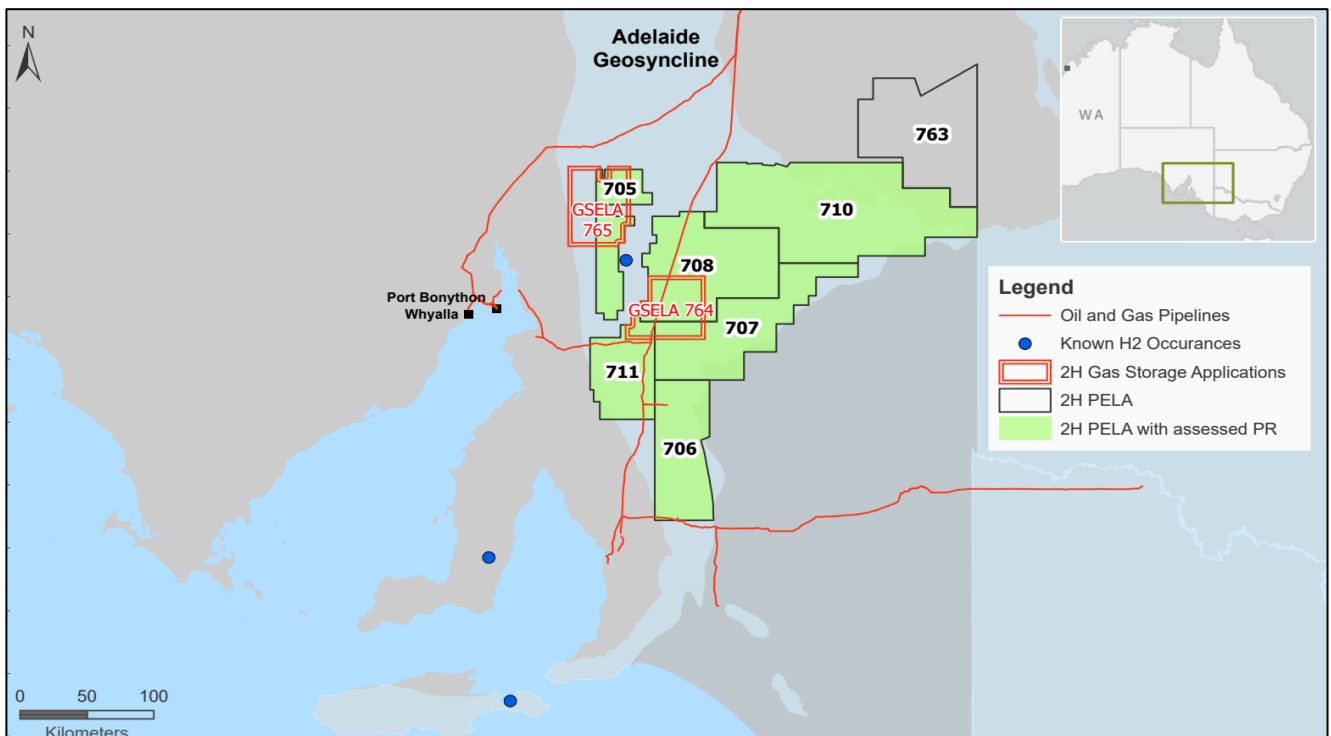 N
Adelaide
Geosyncline
WA
763
705
GSELA
765
710
708
Port Bonython
Whyalla
GSELA 764
707
711
706
Legend
Oil and Gas Pipelines
Known H2 Occurances
2H Gas Storage Applications
2H PELA
2H PELA with assessed PR
0 50 100
Kilometers